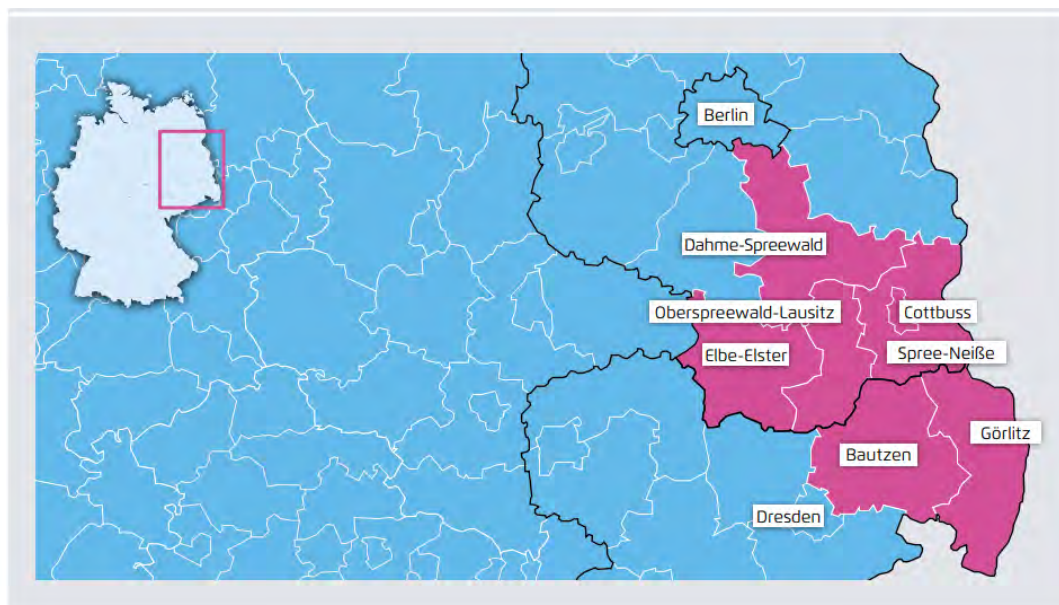 Berlin
Dahme-Spreewald
Oberspreewald-Lausitz
Cottbuss
Elbe-Elster
Spree-Neiße
Görlitz
Bautzen
Dresden